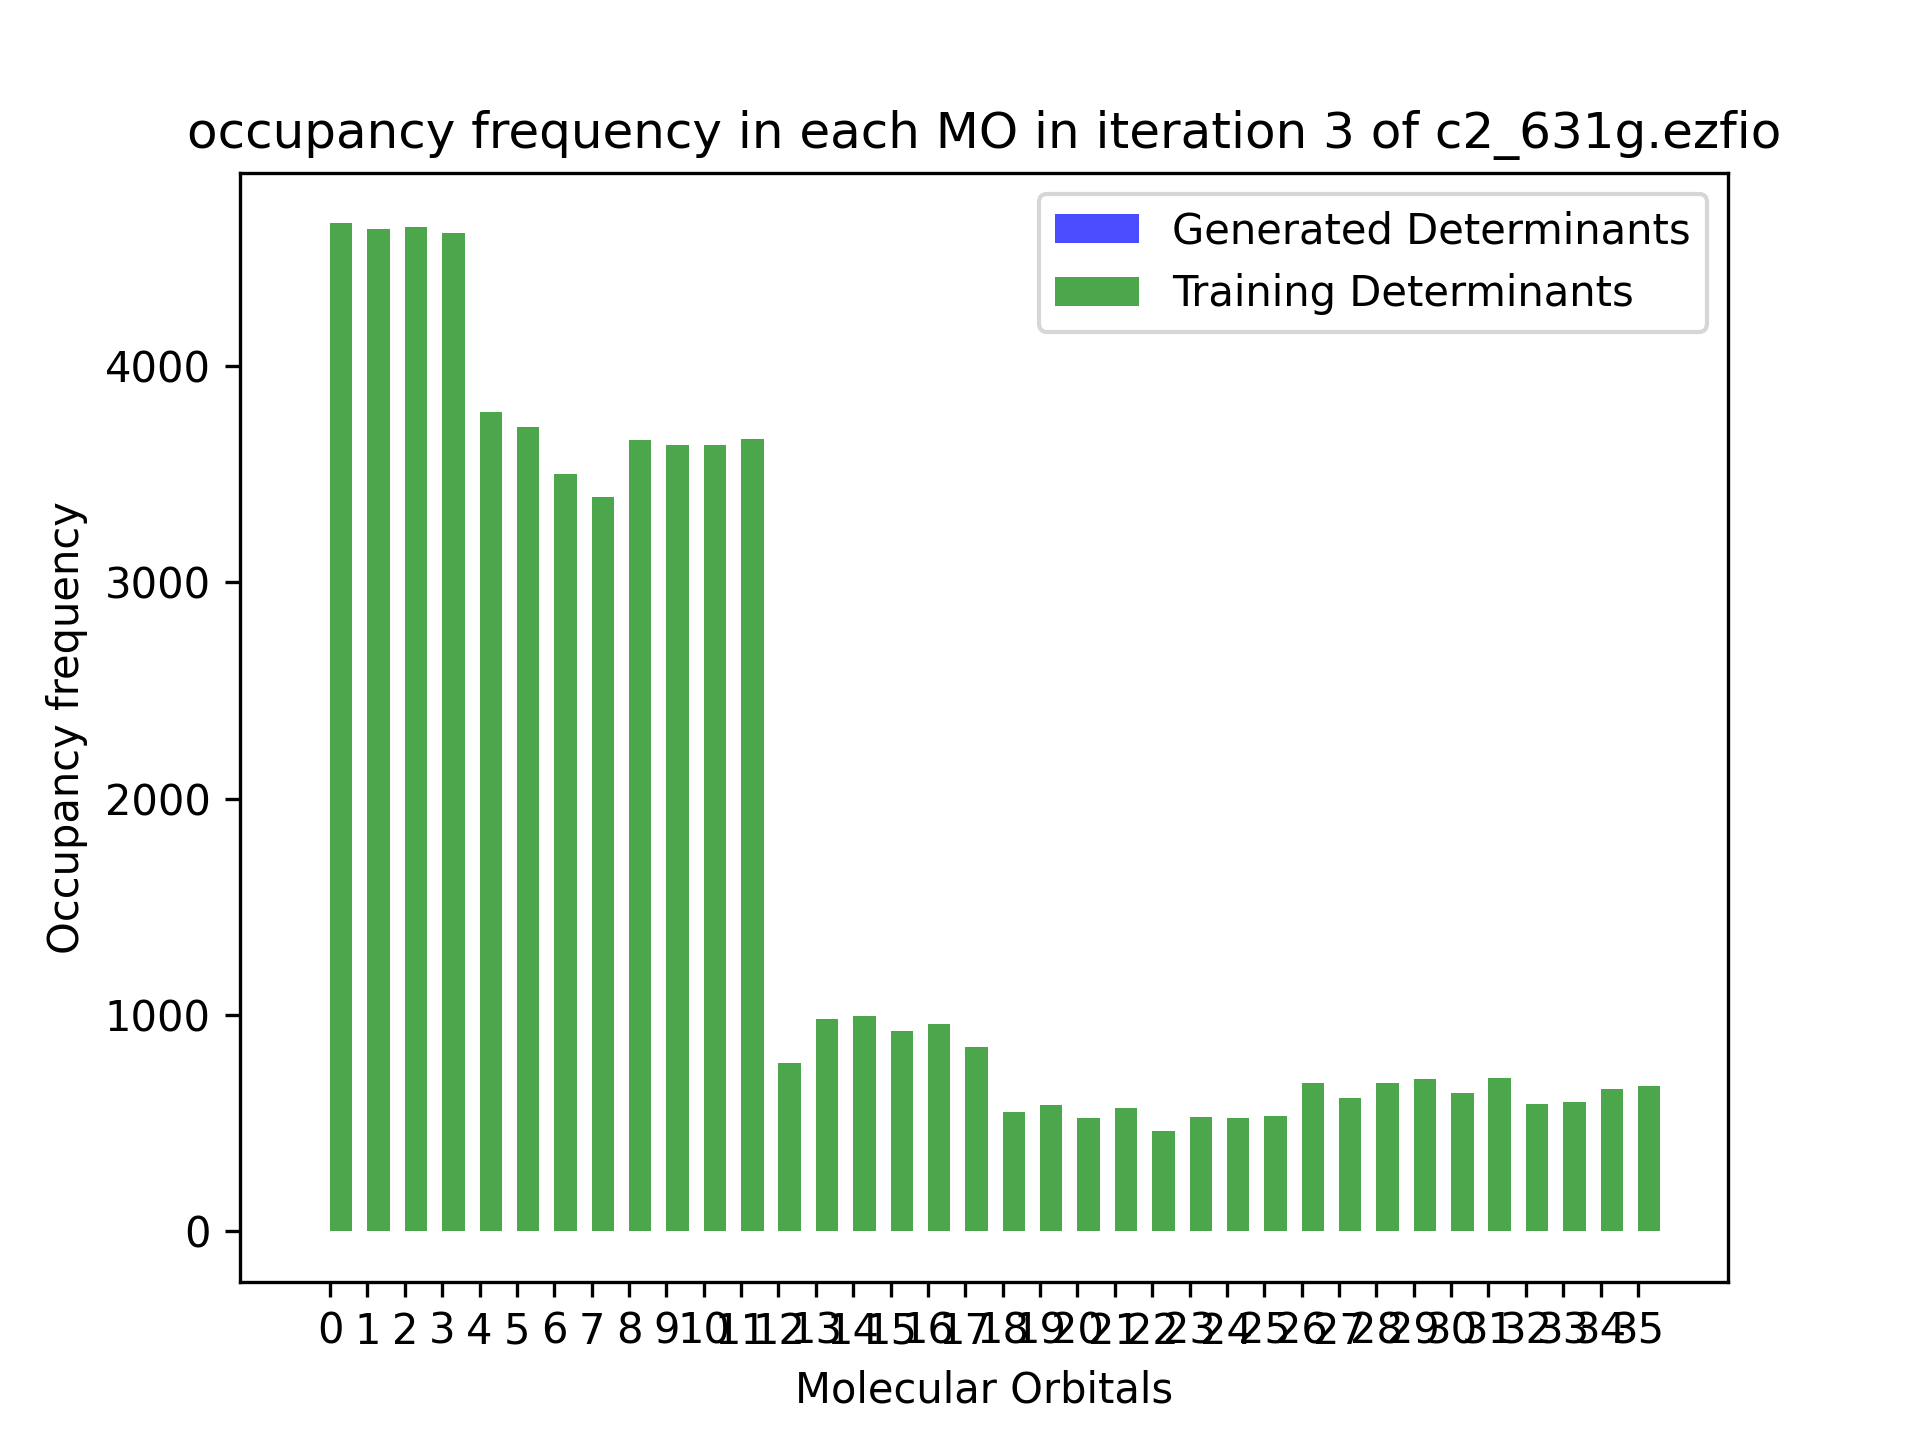 occupancy frequency in each MO in iteration 3 of c2_631g.ezfio
Generated Determinants
Training Determinants
4000
3000
2000
1000
0
Occupancy frequency
0 1 2 3 4 5 6 7 8 9 10 11 12 13 14 15 16 17 18 19 20 21 22 23 24 25 26 27 28 29 30 31 32 33 34 35
Molecular Orbitals